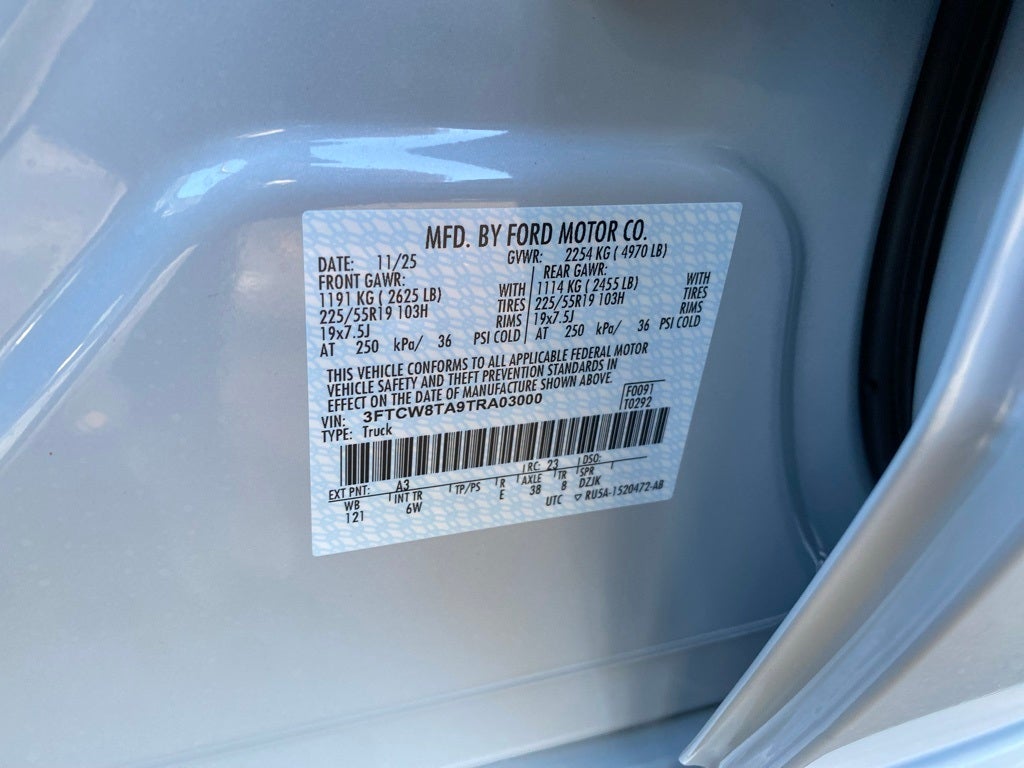 MFD. BY FORD MOTOR CO.
DATE: 11/25 GVWR: 2254 KG ( 4970 LB)
FRONT GAWR: REAR GAWR:
1191 KG ( 2625 LB) WITH 1114 KG ( 2455 LB) WITH
225/55R19 103H TIRES 225/55R19 103H TIRES
19x7.5J RIMS 19x7.5J RIMS
AT 250 kPa/ 36 PSI COLD AT 250 kPa/ 36 PSI COLD
THIS VEHICLE CONFORMS TO ALL APPLICABLE FEDERAL MOTOR
VEHICLE SAFETY AND THEFT PREVENTION STANDARDS IN
EFFECT ON THE DATE OF MANUFACTURE SHOWN ABOVE.
VIN: 3FTCW8TA9TRA03000 F0091
TYPE: Truck T0292
EXT PNT: A3 RC: 23 DSO:
WB INT TR TP/PS R AXLE TR SPR
121 6W E 38 8 DZJK
UTC ▽ RU5A-1520472-AB